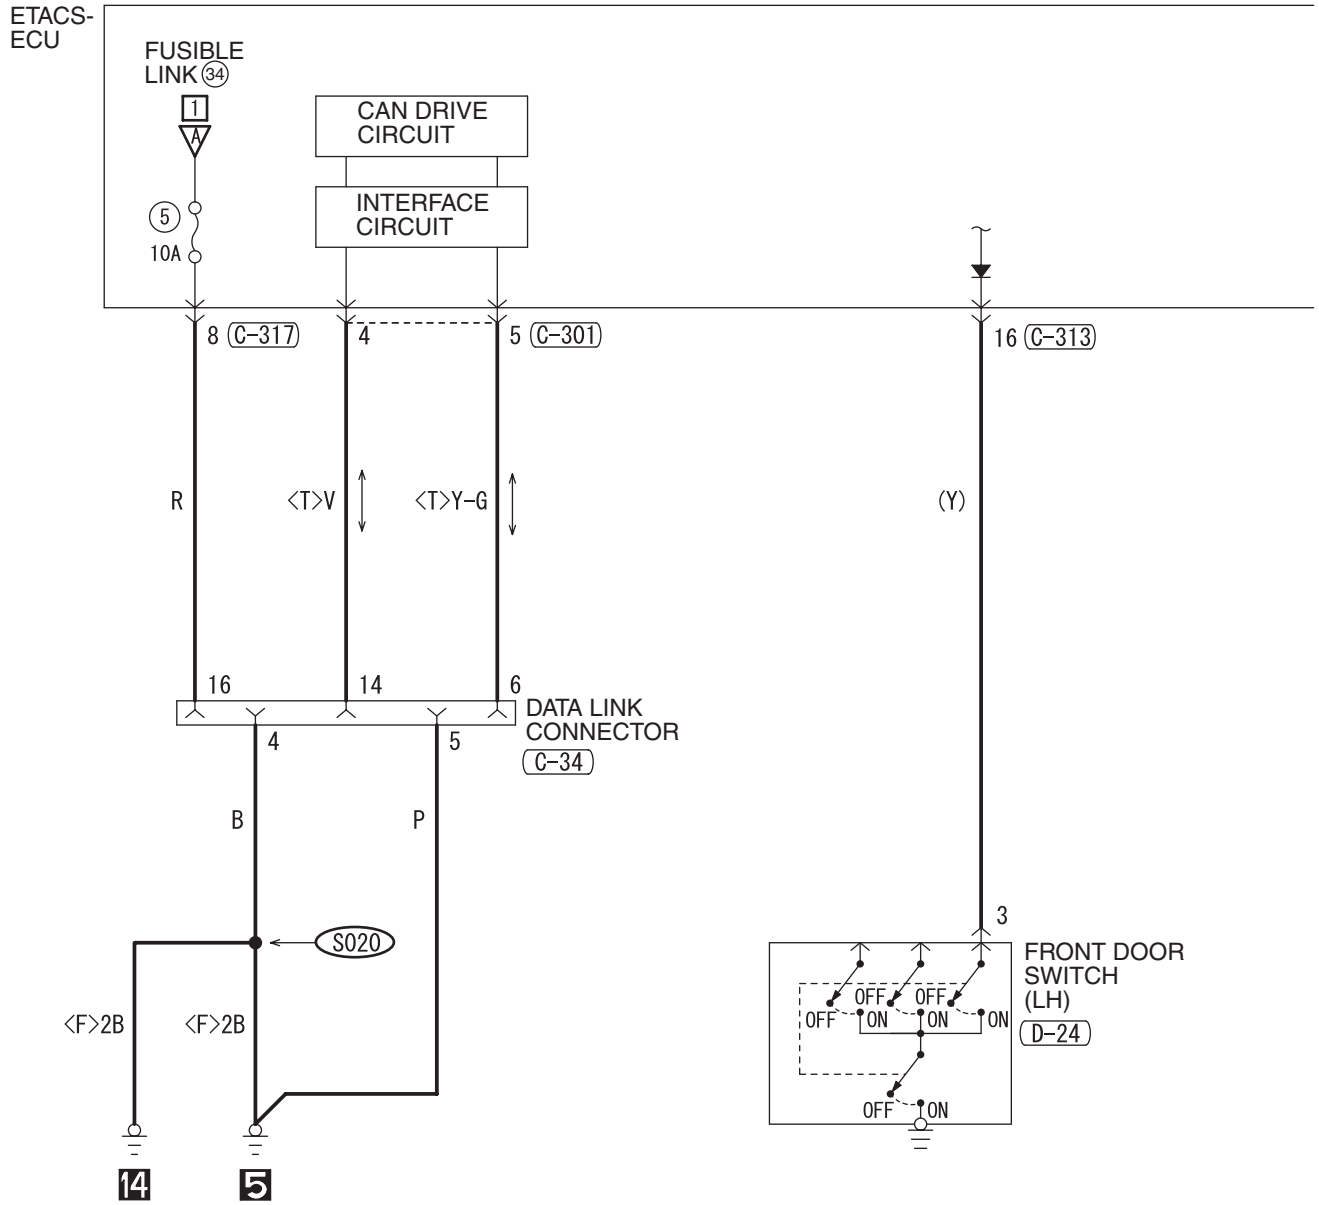 ETACS-
ECU
FUSIBLE
LINK 34
1
A
CAN DRIVE
CIRCUIT
INTERFACE
CIRCUIT
5
10A
8 C-317
4
5 C-301
16 C-313
R
<T>V
<T>Y-G
(Y)
16
14
6
DATA LINK
CONNECTOR
C-34
4
5
B
P
3
S020
FRONT DOOR
SWITCH
(LH)
D-24
OFF
OFF
OFF
ON
ON
ON
<F>2B
<F>2B
OFF
ON
14
5